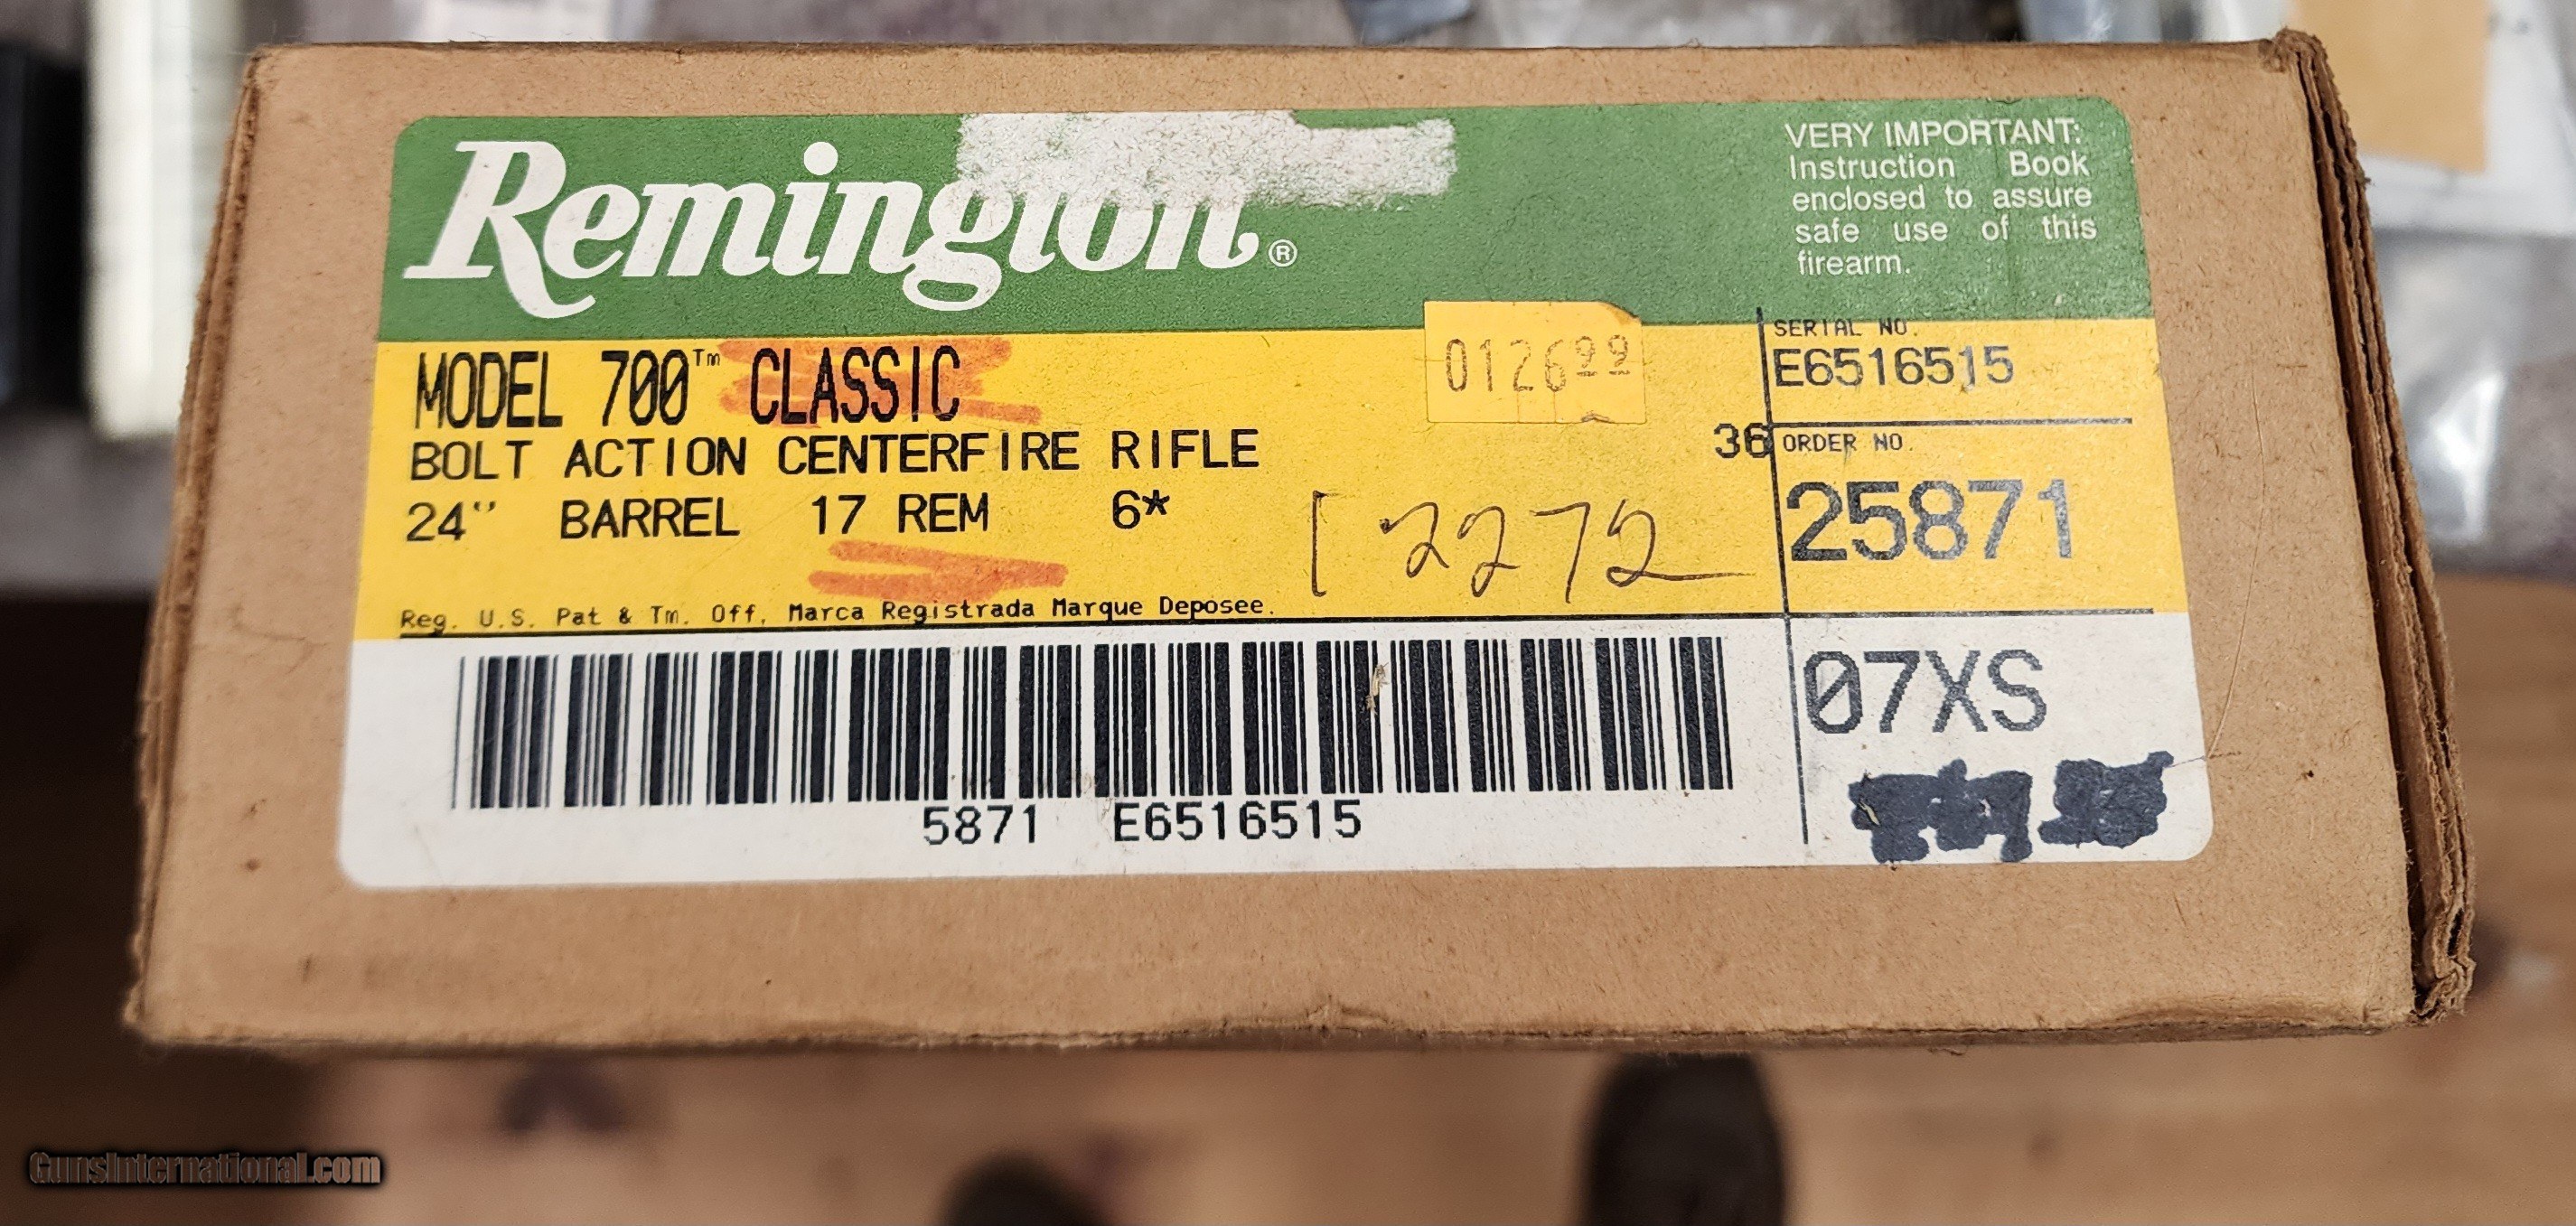 Remington®
VERY IMPORTANT:
Instruction Book
enclosed to assure
safe use of this
firearm.
MODEL 700™ CLASSIC
BOLT ACTION CENTERFIRE RIFLE
24" BARREL 17 REM 6*
Reg. U.S. Pat & Tm. Off, Marca Registrada Marque Deposee.
012699
12272
SERIAL NO.
E6516515
36
ORDER NO.
25871
07XS
5871 E6516515
GunsInternational.com